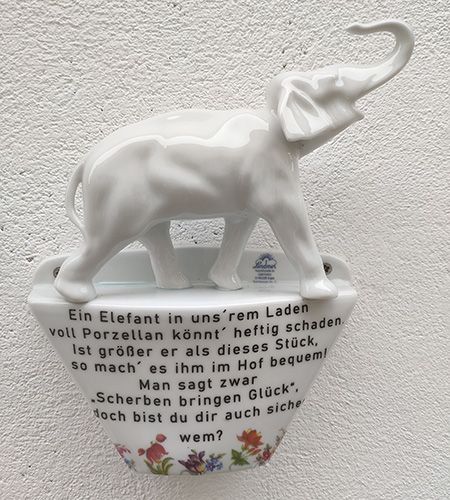 Ein Elefant in uns´rem Laden
voll Porzellan könnt´ heftig schaden.
Ist größer er als dieses Stück,
so mach´ es ihm im Hof bequem!
Man sagt zwar
„Scherben bringen Glück",
doch bist du dir auch siche
wem?